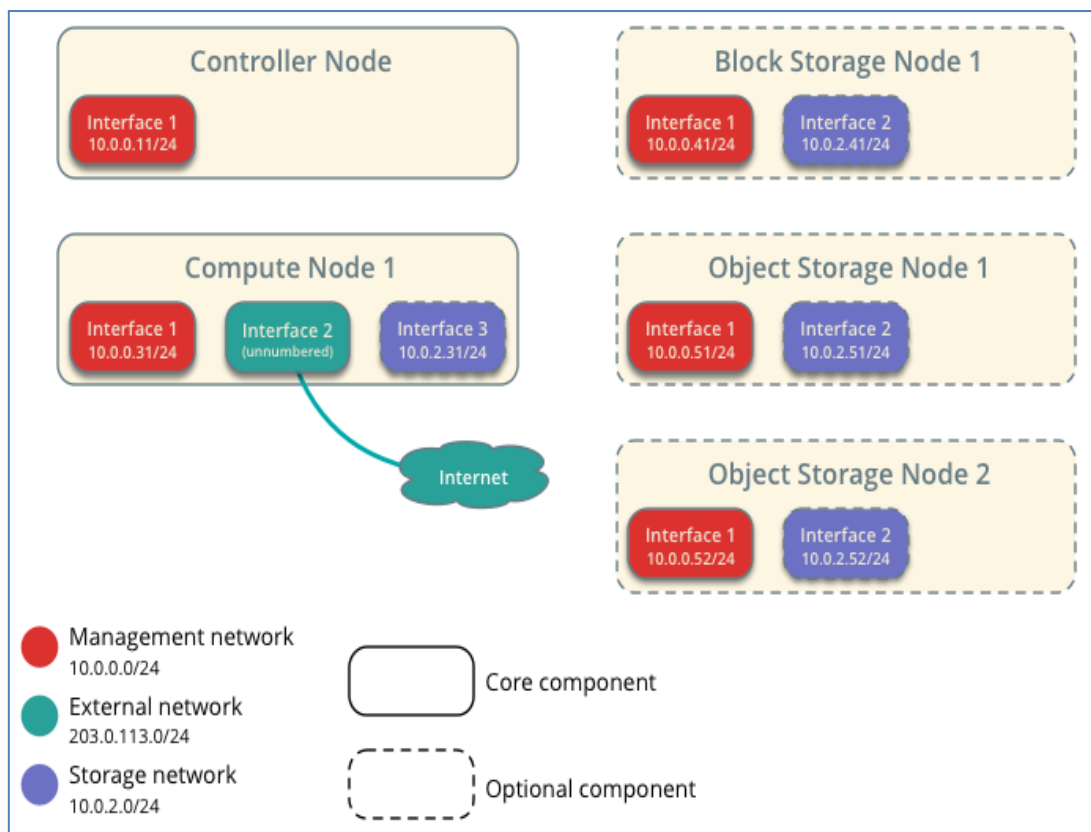 Controller Node
Interface 1
10.0.0.11/24
Block Storage Node 1
Interface 1
10.0.0.41/24
Interface 2
10.0.2.41/24
Compute Node 1
Interface 1
10.0.0.31/24
Interface 2
(unnumbered)
Interface 3
10.0.2.31/24
Internet
Object Storage Node 1
Interface 1
10.0.0.51/24
Interface 2
10.0.2.51/24
Object Storage Node 2
Interface 1
10.0.0.52/24
Interface 2
10.0.2.52/24
Management network
10.0.0.0/24
External network
203.0.113.0/24
Storage network
10.0.2.0/24
Core component
Optional component